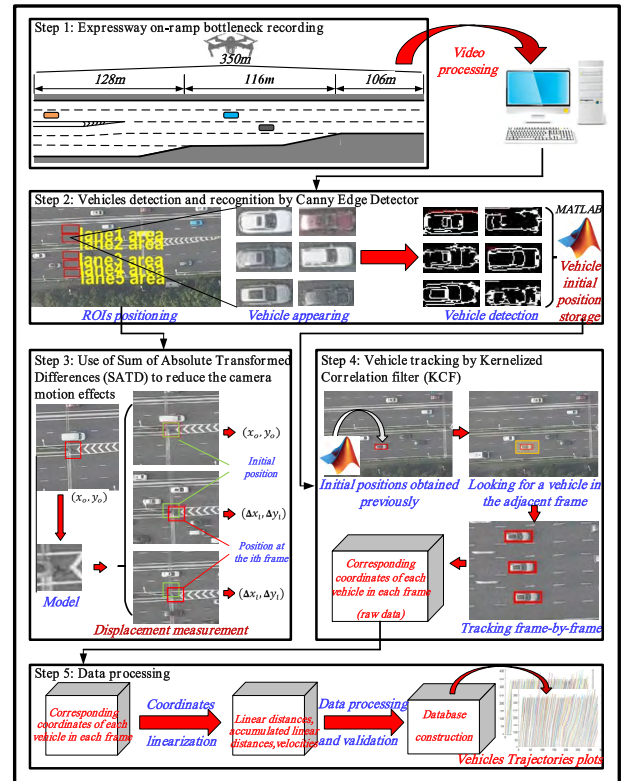 Step 1: Expressway on-ramp bottleneck recording
350m
128m
116m
106m
Video
processing
Step 2: Vehicles detection and recognition by Canny Edge Detector
lane1 area
lane2 area
lane3 area
lane4 area
lane5 area
ROIs positioning
Vehicle appearing
Vehicle detection
MATLAB
Vehicle
initial
position
storage
Step 3: Use of Sum of Absolute Transformed
Differences (SATD) to reduce the camera
motion effects
(x₀, y₀)
Model
(x₀, y₀)
Initial
position
(Δx₁, Δy₁)
Position at
the ith frame
(Δx₁, Δy₁)
Displacement measurement
Step 4: Vehicle tracking by Kernelized
Correlation filter (KCF)
Initial positions obtained
previously
Looking for a vehicle in
the adjacent frame
Corresponding
coordinates of each
vehicle in each frame
(raw data)
Tracking frame-by-frame
Step 5: Data processing
Corresponding
coordinates of each
vehicle in each frame
Coordinates
linearization
Linear distances,
accumulated linear
distances,velocities
Data processing
and validation
Database
construction
Vehicles Trajectories plots